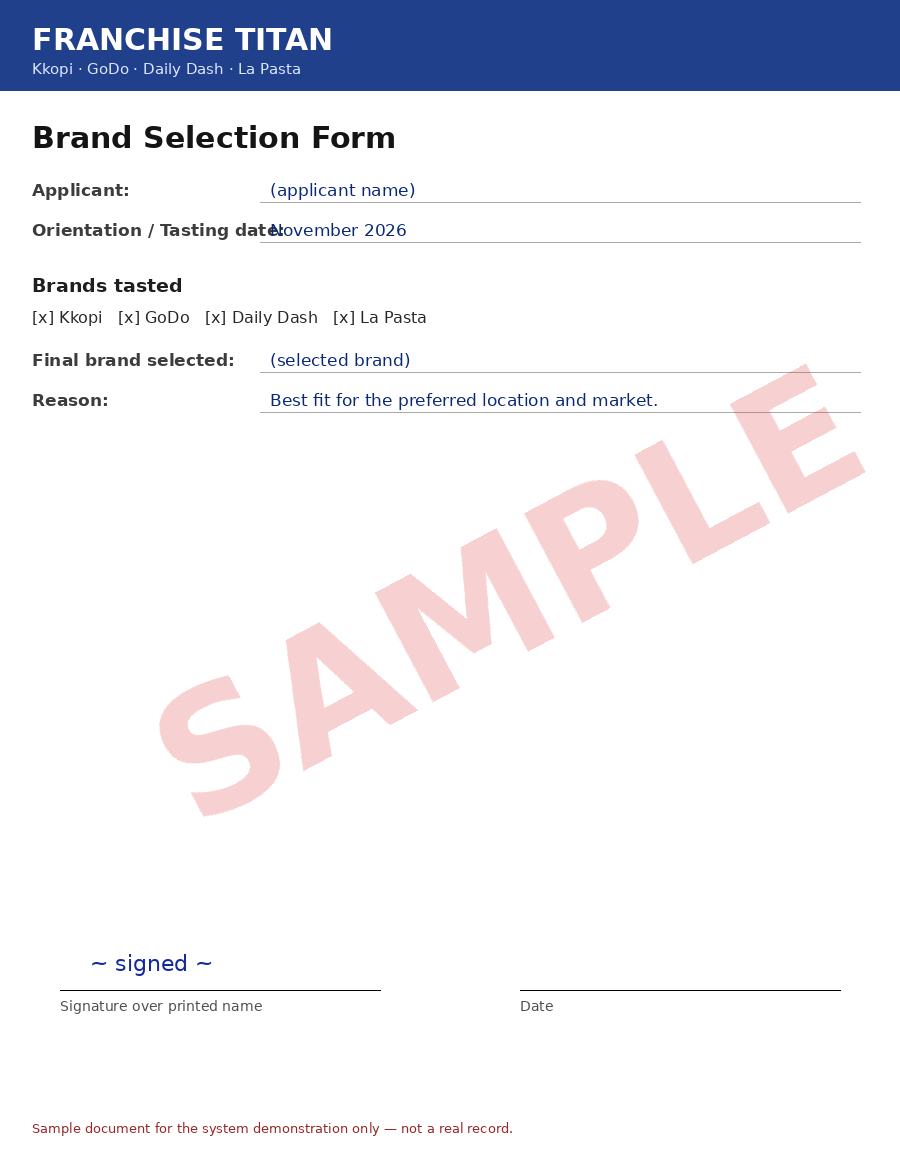 FRANCHISE TITAN
Kkopi · GoDo · Daily Dash · La Pasta
Brand Selection Form
Applicant: (applicant name)
Orientation / Tasting date: November 2026
Brands tasted
[x] Kkopi [x] GoDo [x] Daily Dash [x] La Pasta
Final brand selected: (selected brand)
Reason: Best fit for the preferred location and market.
SAMPLE
~ signed ~
Signature over printed name Date
Sample document for the system demonstration only — not a real record.